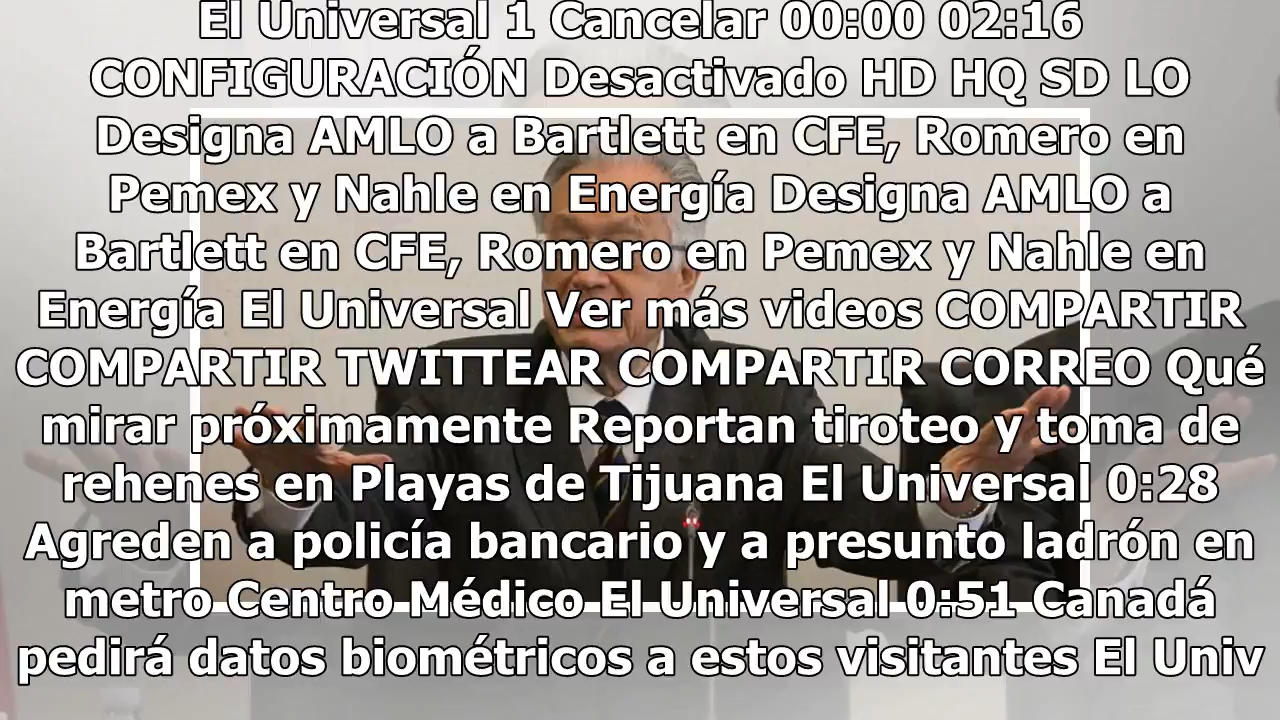 El Universal 1 Cancelar 00:00 02:16
CONFIGURACIÓN Desactivado HD HQ SD LO
Designa AMLO a Bartlett en CFE, Romero en
Pemex y Nahle en Energía Designa AMLO a
Bartlett en CFE, Romero en Pemex y Nahle en
Energía El Universal Ver más videos COMPARTIR
COMPARTIR TWITTEAR COMPARTIR CORREO Qué
mirar próximamente Reportan tiroteo y toma de
rehenes en Playas de Tijuana El Universal 0:28
Agreden a policía bancario y a presunto ladrón en
metro Centro Médico El Universal 0:51 Canadá
pedirá datos biométricos a estos visitantes El Univ